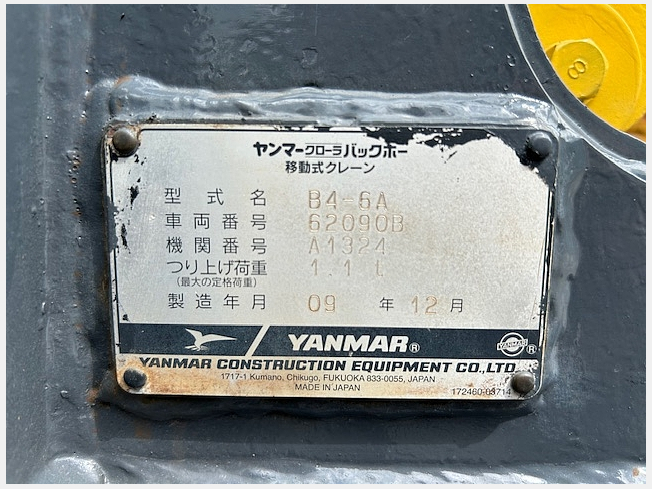 8
ヤンマークローラバックホー
移動式クレーン
型式名 B4-6A
車両番号 62090B
機関番号 A1324
つり上げ荷重 1.1t
(最大の定格荷重)
製造年月 09 年 12 月
YANMAR® YANMAR ®
YANMAR CONSTRUCTION EQUIPMENT CO.,LTD.
1717-1 Kumano, Chikugo, FUKUOKA 833-0055, JAPAN
MADE IN JAPAN 172460-03714